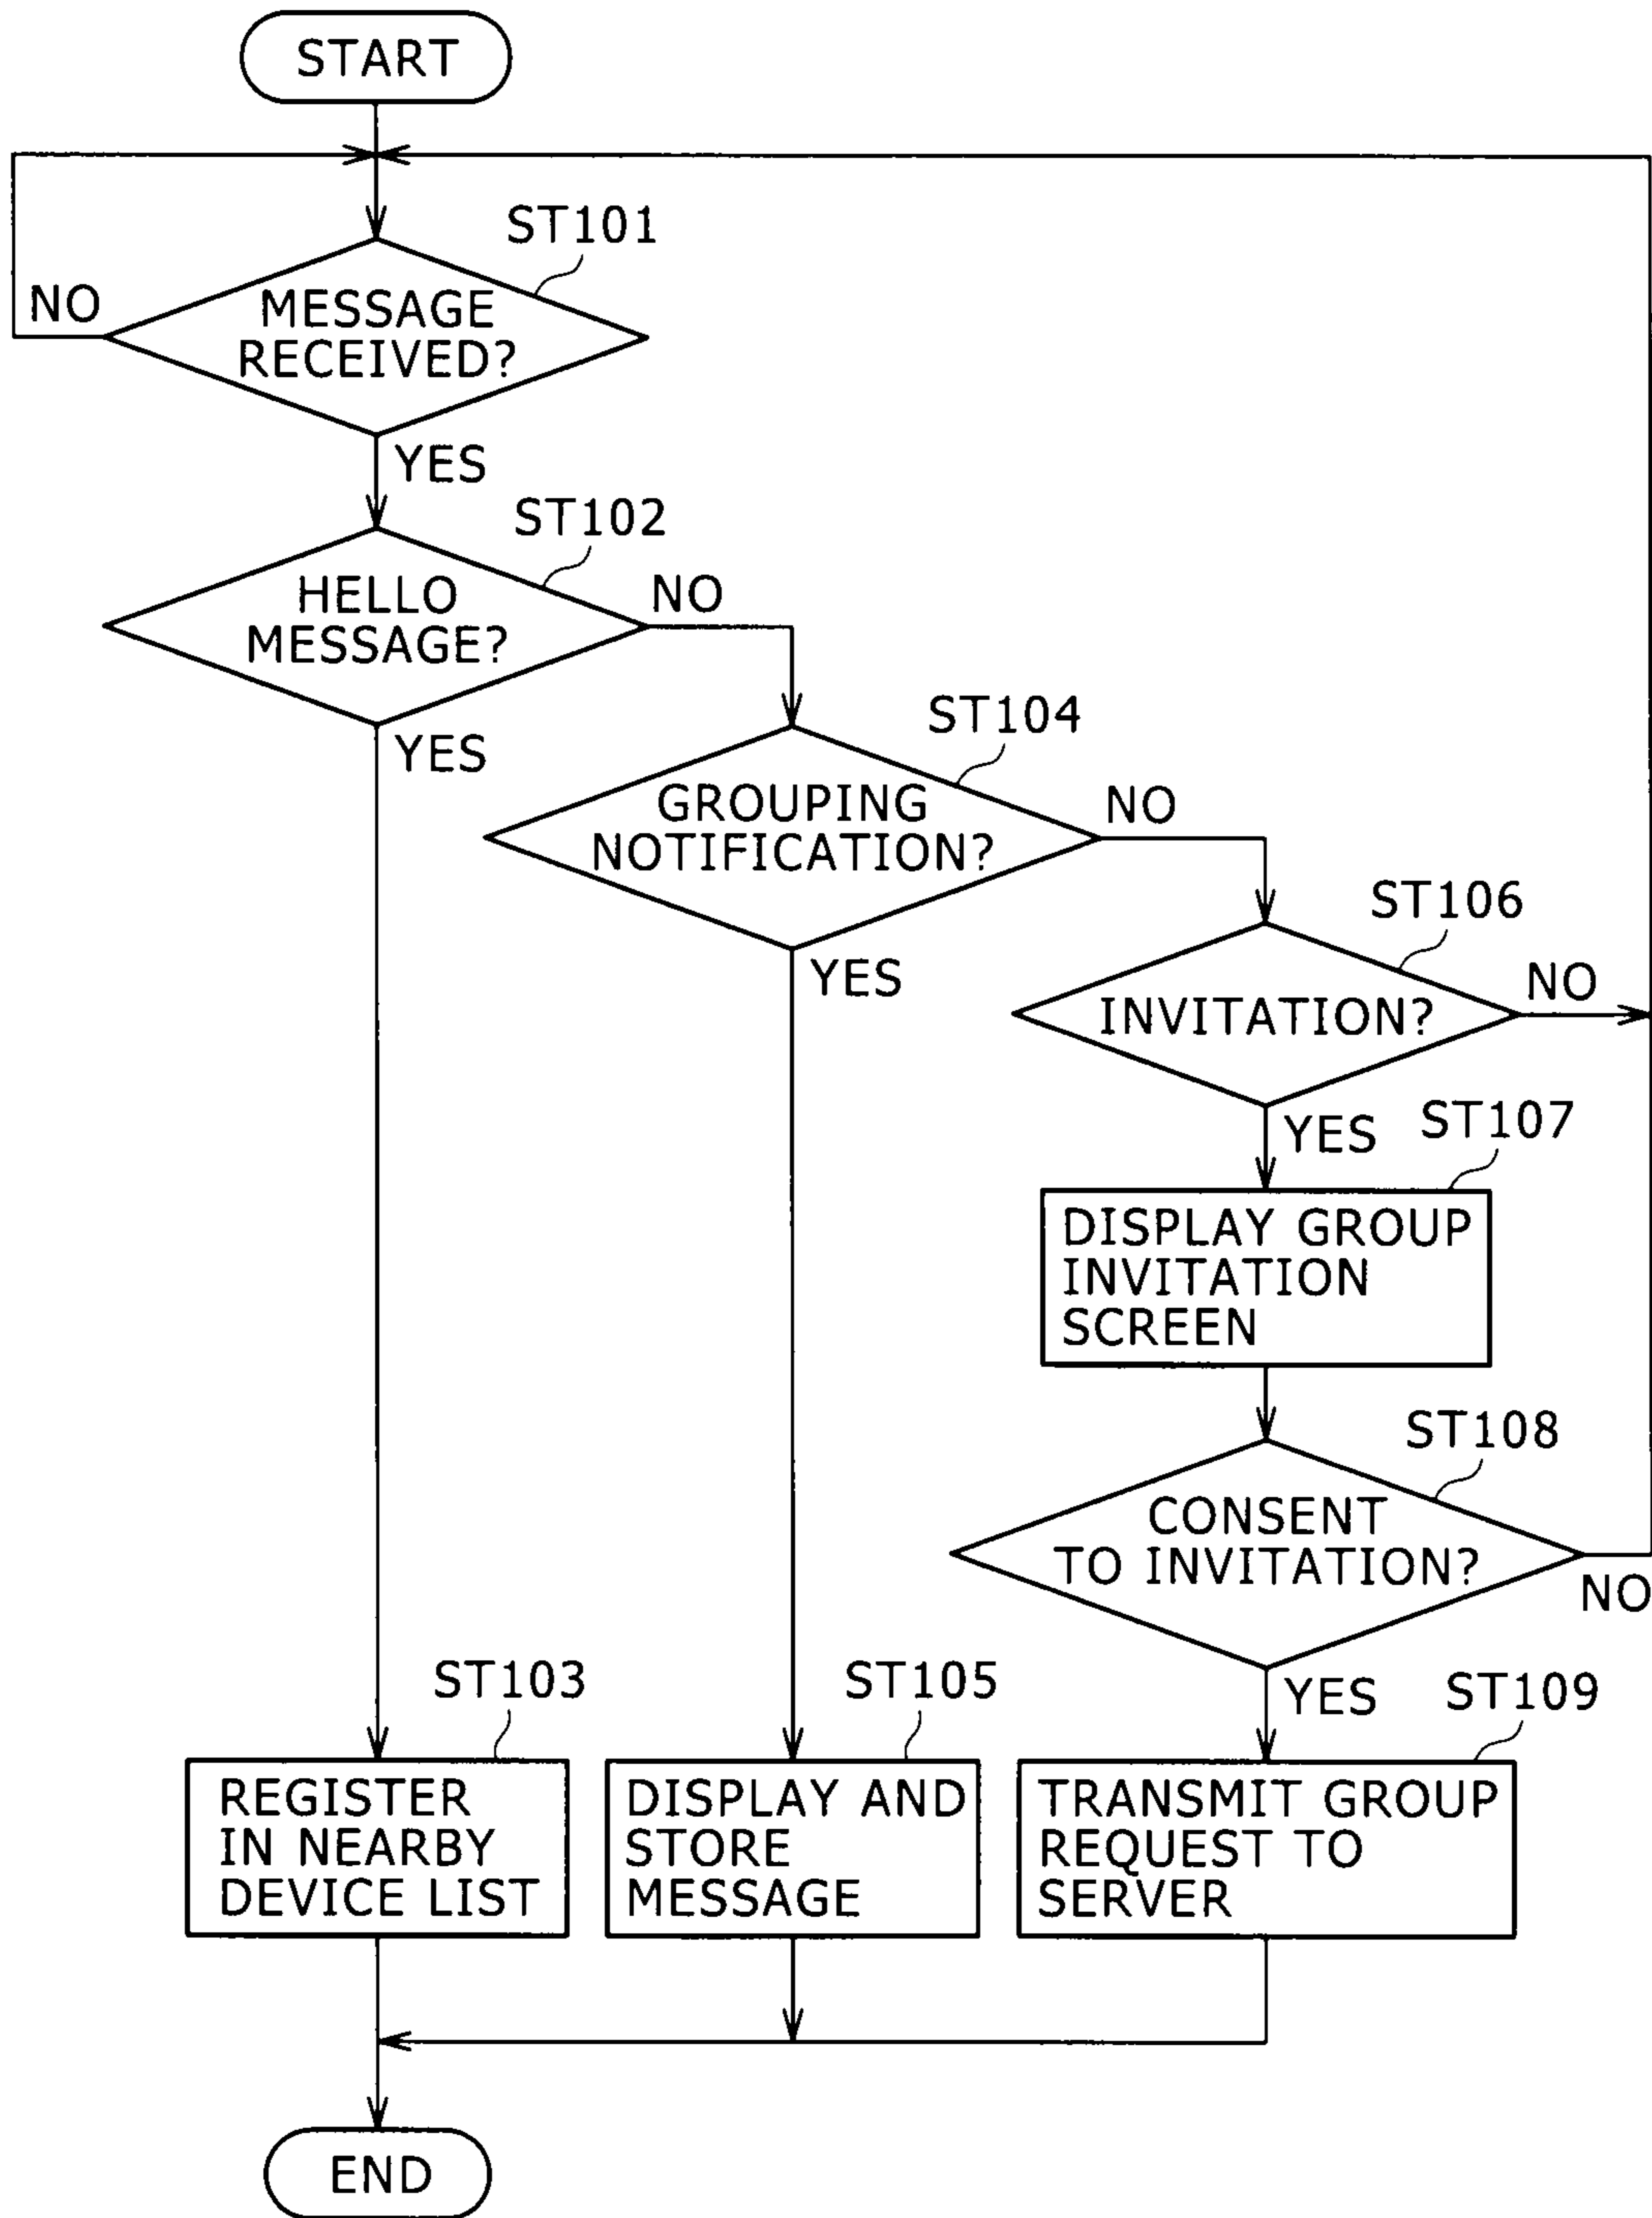 START
ST101
NO
MESSAGE
RECEIVED?
YES
ST102
HELLO
MESSAGE?
NO
YES
ST104
GROUPING
NOTIFICATION?
NO
YES
ST106
INVITATION?
NO
YES
ST107
DISPLAY GROUP
INVITATION
SCREEN
ST108
CONSENT
TO INVITATION?
NO
YES
ST103
REGISTER
IN NEARBY
DEVICE LIST
ST105
DISPLAY AND
STORE
MESSAGE
ST109
TRANSMIT GROUP
REQUEST TO
SERVER
END